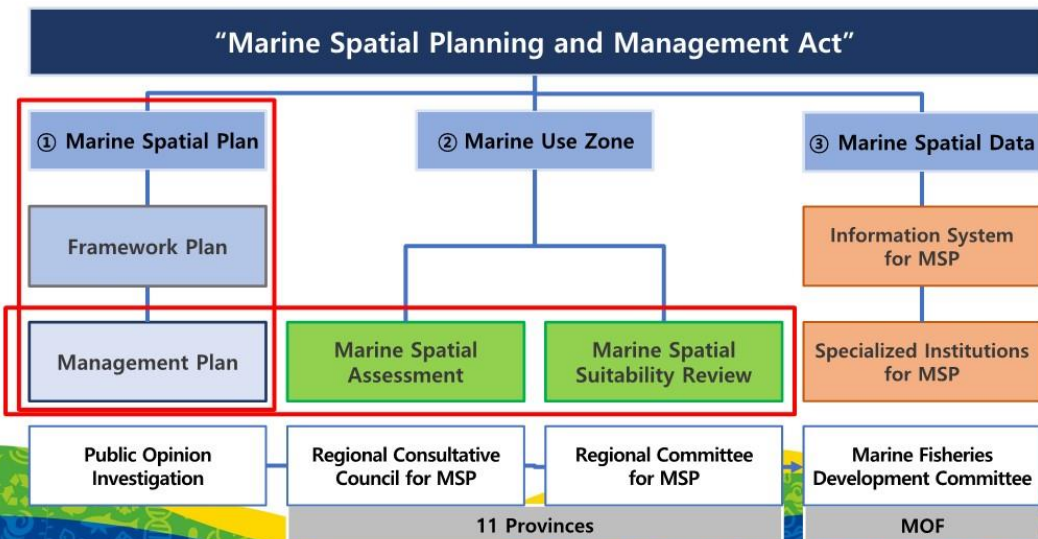 “Marine Spatial Planning and Management Act”
① Marine Spatial Plan
② Marine Use Zone
③ Marine Spatial Data
Framework Plan
Information System
for MSP
Management Plan
Marine Spatial
Assessment
Marine Spatial
Suitability Review
Specialized Institutions
for MSP
Public Opinion
Investigation
Regional Consultative
Council for MSP
Regional Committee
for MSP
Marine Fisheries
Development Committee
11 Provinces
MOF